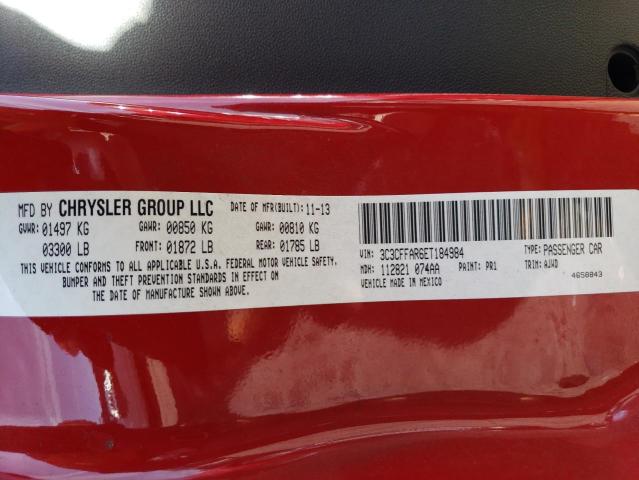 MFD BY CHRYSLER GROUP LLC DATE OF MFR(BUILT): 11-13
GVWR: 01497 KG GAWR: 00850 KG GAWR: 00810 KG
03300 LB FRONT: 01872 LB REAR: 01785 LB
THIS VEHICLE CONFORMS TO ALL APPLICABLE U.S.A. FEDERAL MOTOR VEHICLE SAFETY,
BUMPER AND THEFT PREVENTION STANDARDS IN EFFECT ON
THE DATE OF MANUFACTURE SHOWN ABOVE.
VIN: 3C3CFFAR6ET184984 TYPE: PASSENGER CAR
MDH: 112821 074AA PAINT: PR1 TRIM: AJWD
VEHICLE MADE IN MEXICO 4658843